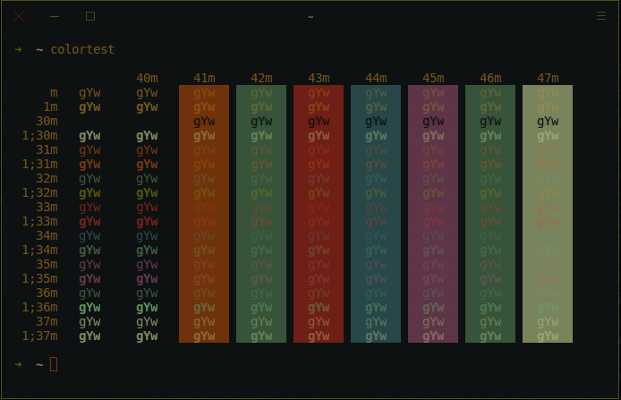 ~
➜ ~ colortest
40m 41m 42m 43m 44m 45m 46m 47m
m gYw gYw gYw gYw gYw gYw gYw gYw gYw
1m gYw gYw gYw gYw gYw gYw gYw gYw gYw
30m gYw gYw gYw gYw gYw gYw gYw
1;30m gYw gYw gYw gYw gYw gYw gYw gYw gYw
31m gYw gYw gYw gYw gYw gYw gYw gYw gYw
1;31m gYw gYw gYw gYw gYw gYw gYw gYw gYw
32m gYw gYw gYw gYw gYw gYw gYw gYw gYw
1;32m gYw gYw gYw gYw gYw gYw gYw gYw gYw
33m gYw gYw gYw gYw gYw gYw gYw gYw gYw
1;33m gYw gYw gYw gYw gYw gYw gYw gYw gYw
34m gYw gYw gYw gYw gYw gYw gYw gYw gYw
1;34m gYw gYw gYw gYw gYw gYw gYw gYw gYw
35m gYw gYw gYw gYw gYw gYw gYw gYw gYw
1;35m gYw gYw gYw gYw gYw gYw gYw gYw gYw
36m gYw gYw gYw gYw gYw gYw gYw gYw gYw
1;36m gYw gYw gYw gYw gYw gYw gYw gYw gYw
37m gYw gYw gYw gYw gYw gYw gYw gYw gYw
1;37m gYw gYw gYw gYw gYw gYw gYw gYw gYw
➜ ~